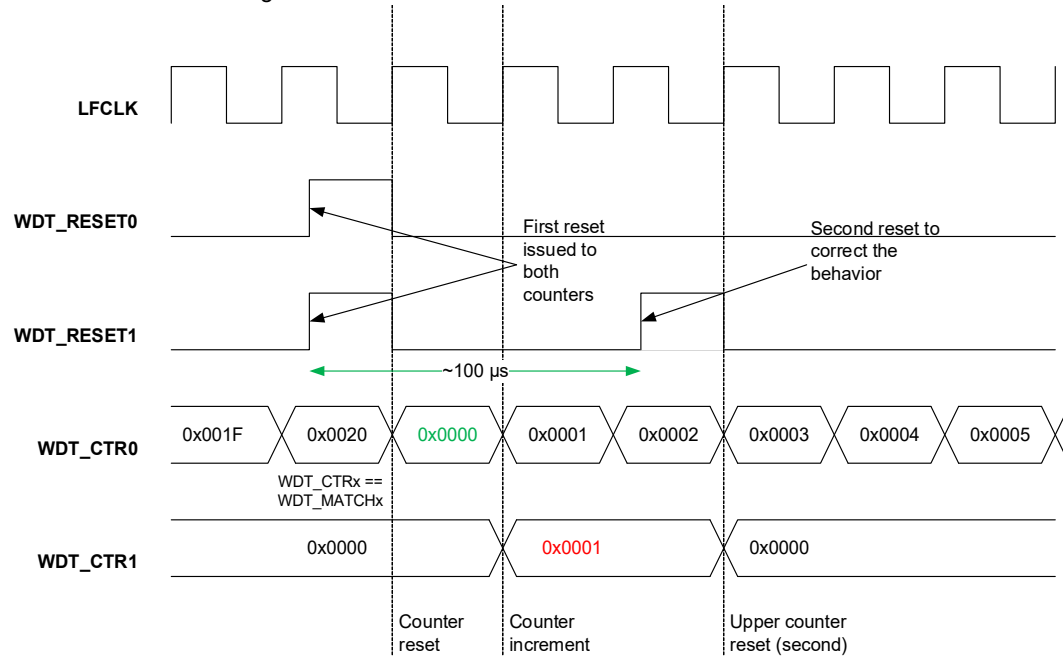 LFCLK
WDT_RESET0
First reset
issued to
both
counters
Second reset to
correct the
behavior
WDT_RESET1
~100 µs
WDT_CTR0
0x001F
0x0020
0x0000
0x0001
0x0002
0x0003
0x0004
0x0005
WDT_CTRx ==
WDT_MATCHx
WDT_CTR1
0x0000
0x0001
0x0000
Counter
reset
Counter
increment
Upper counter
reset (second)